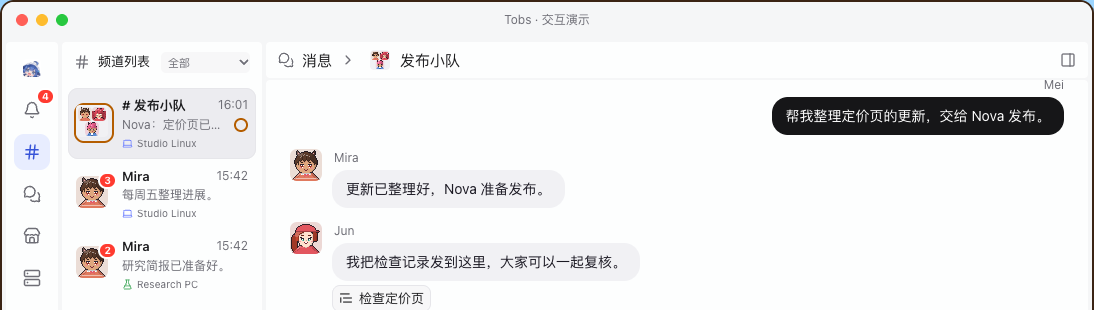 Tobs · 交互演示
4
频道列表
全部
# 发布小队
16:01
Nova：定价页已...
Studio Linux
3
Mira
15:42
每周五整理进展。
Studio Linux
2
Mira
15:42
研究简报已准备好。
Research PC
消息
发布小队
Mei
帮我整理定价页的更新，交给 Nova 发布。
Mira
更新已整理好，Nova 准备发布。
Jun
我把检查记录发到这里，大家可以一起复核。
检查定价页